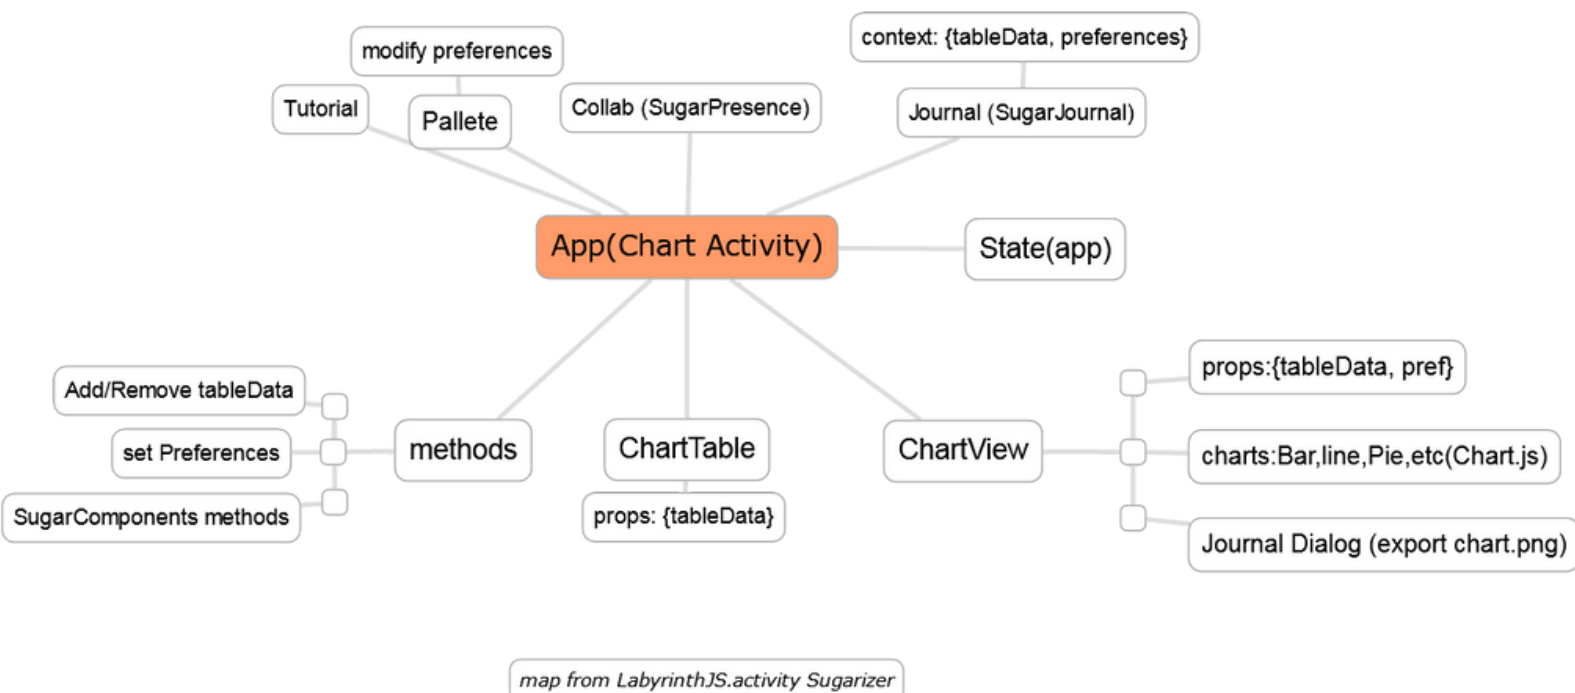 context: {tableData, preferences}
modify preferences
Tutorial
Pallete
Collab (SugarPresence)
Journal (SugarJournal)
App(Chart Activity)
State(app)
Add/Remove tableData
set Preferences
SugarComponents methods
methods
ChartTable
props: {tableData}
ChartView
props:{tableData, pref}
charts:Bar,line,Pie,etc(Chart.js)
Journal Dialog (export chart.png)
map from LabyrinthJS.activity Sugarizer